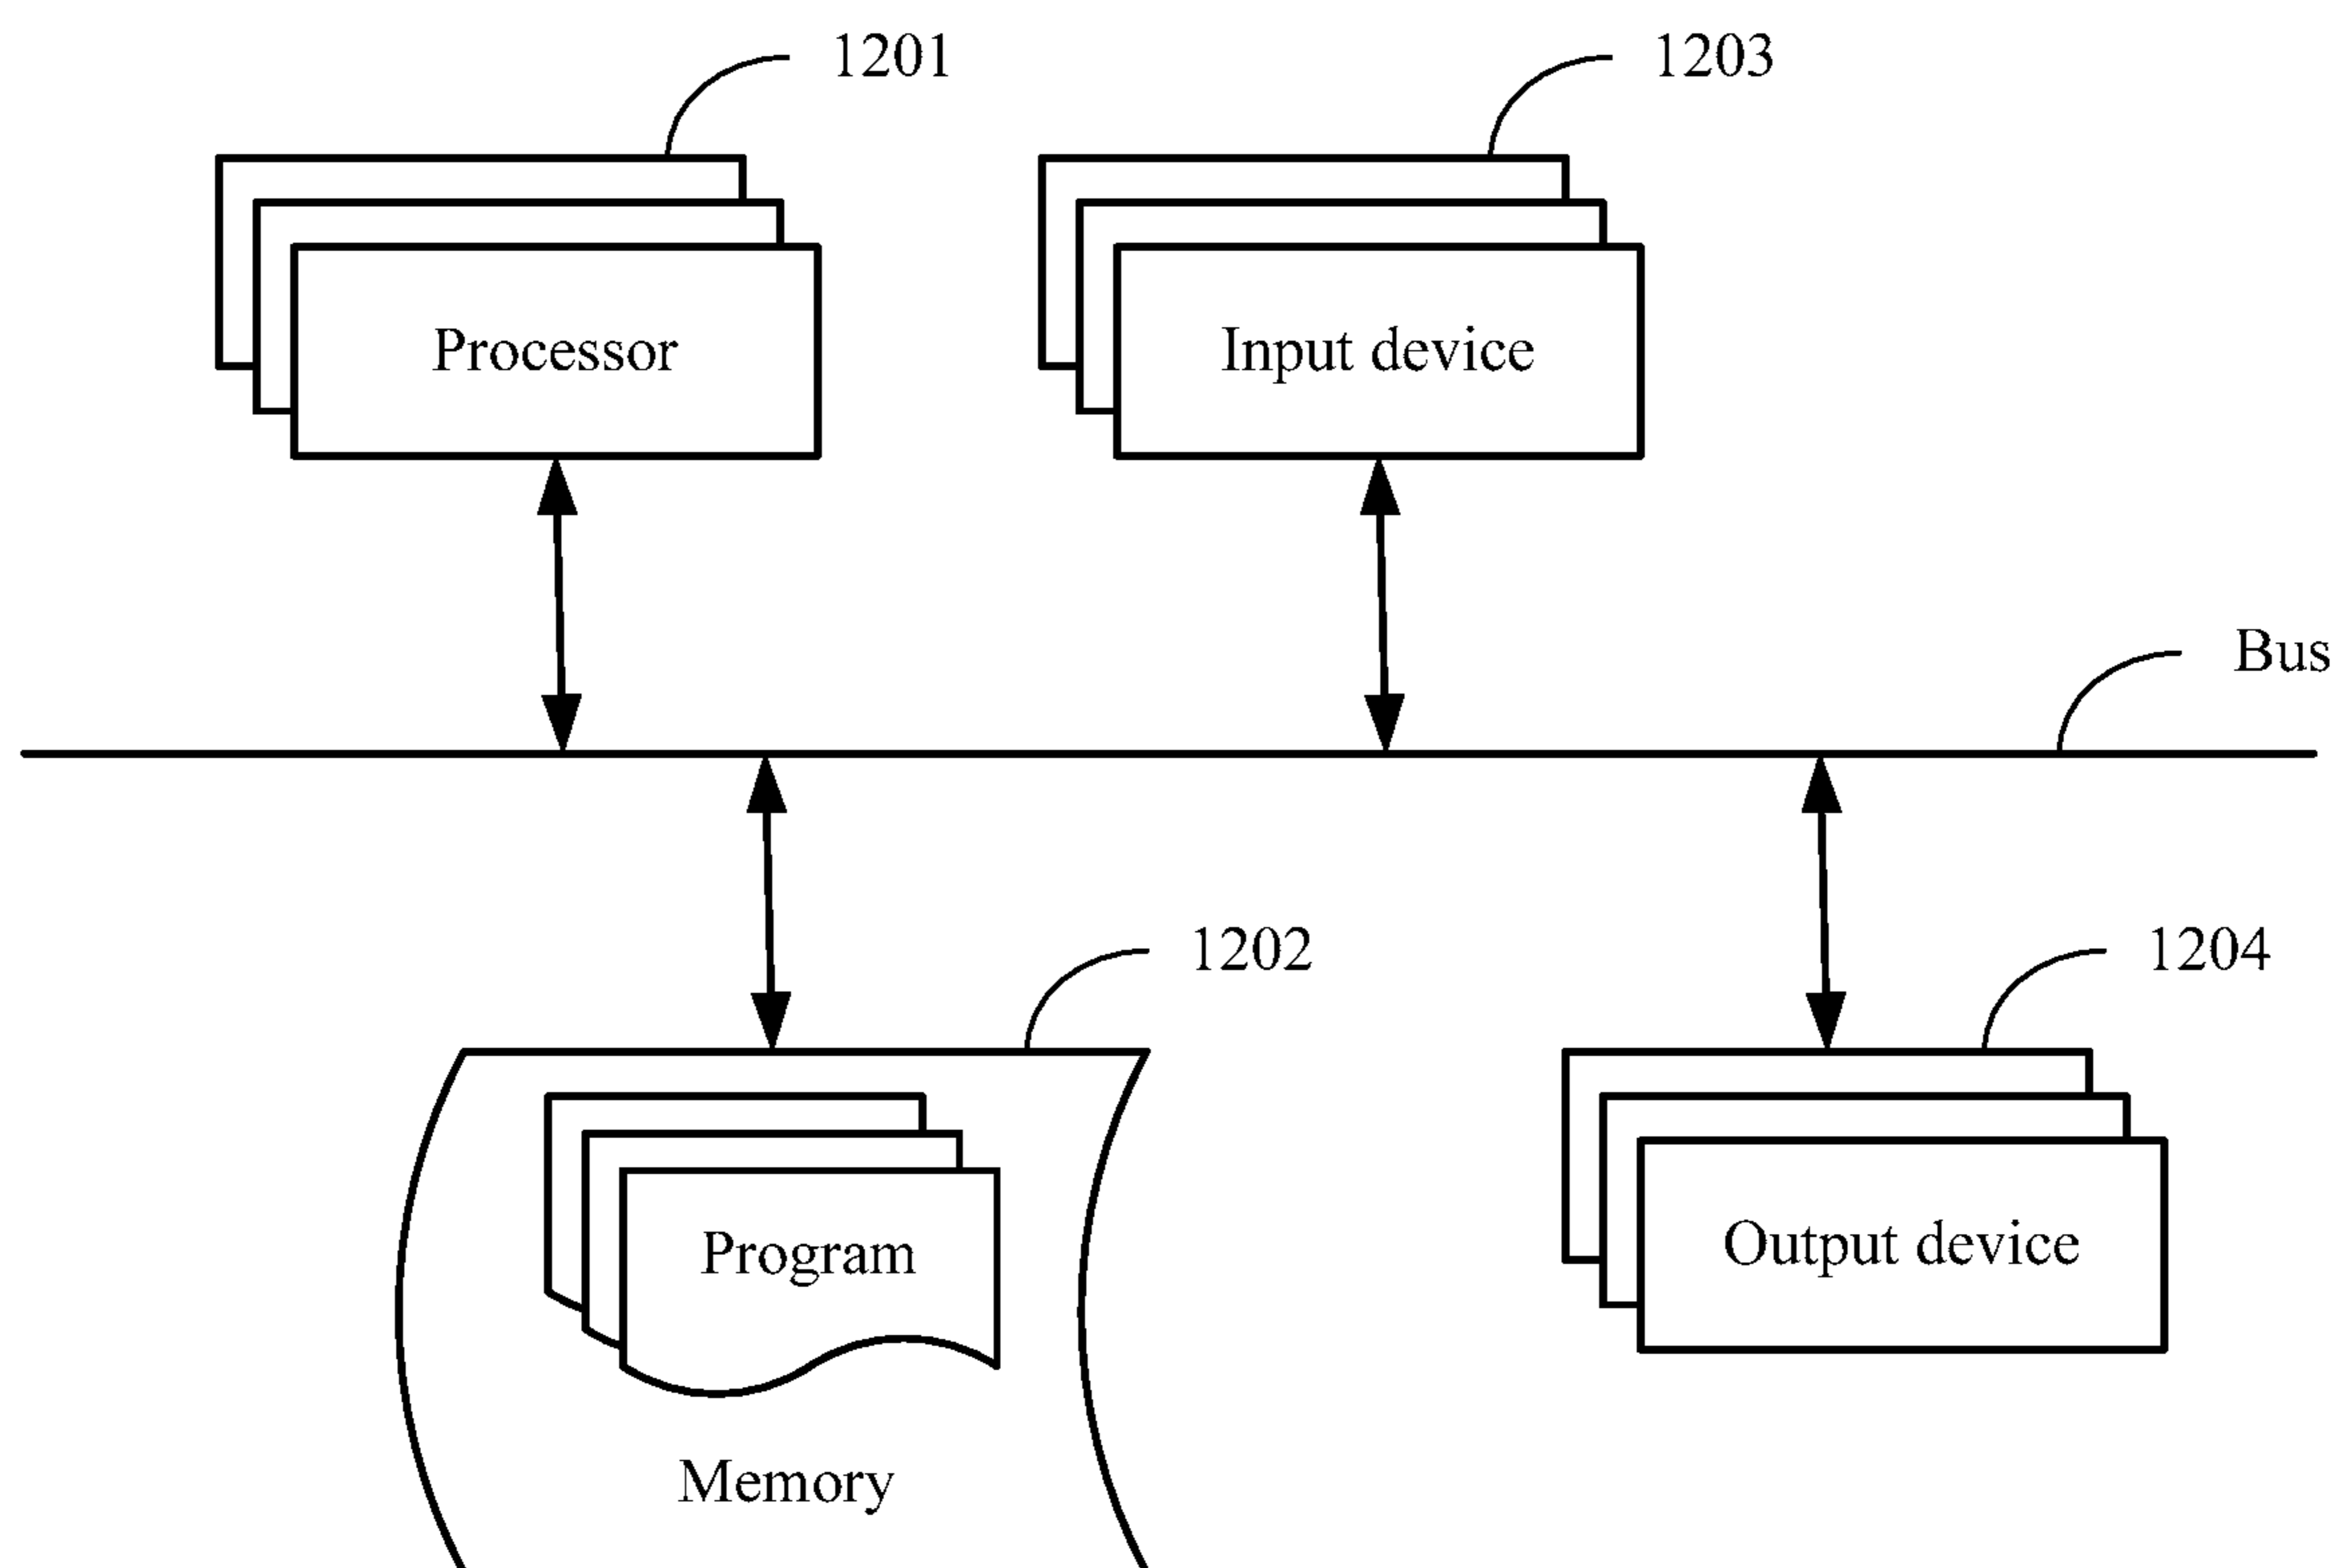 1201
1203
Processor
Input device
Bus
1202
1204
Program
Output device
Memory